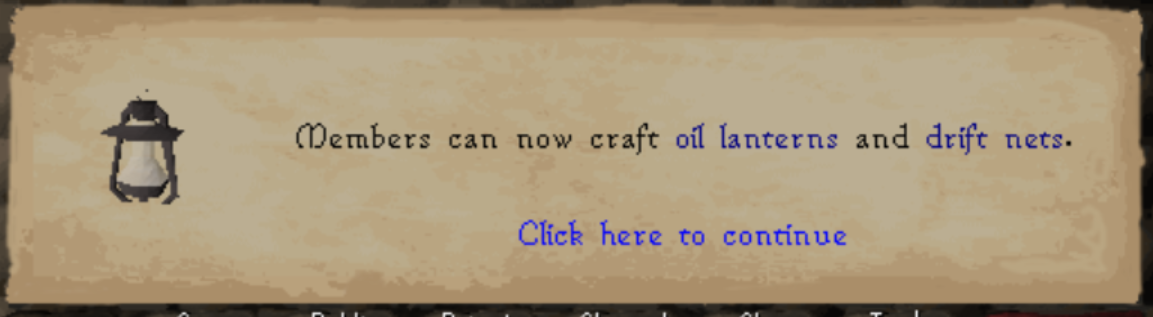 Members can now craft oil lanterns and drift nets.
Click here to continue